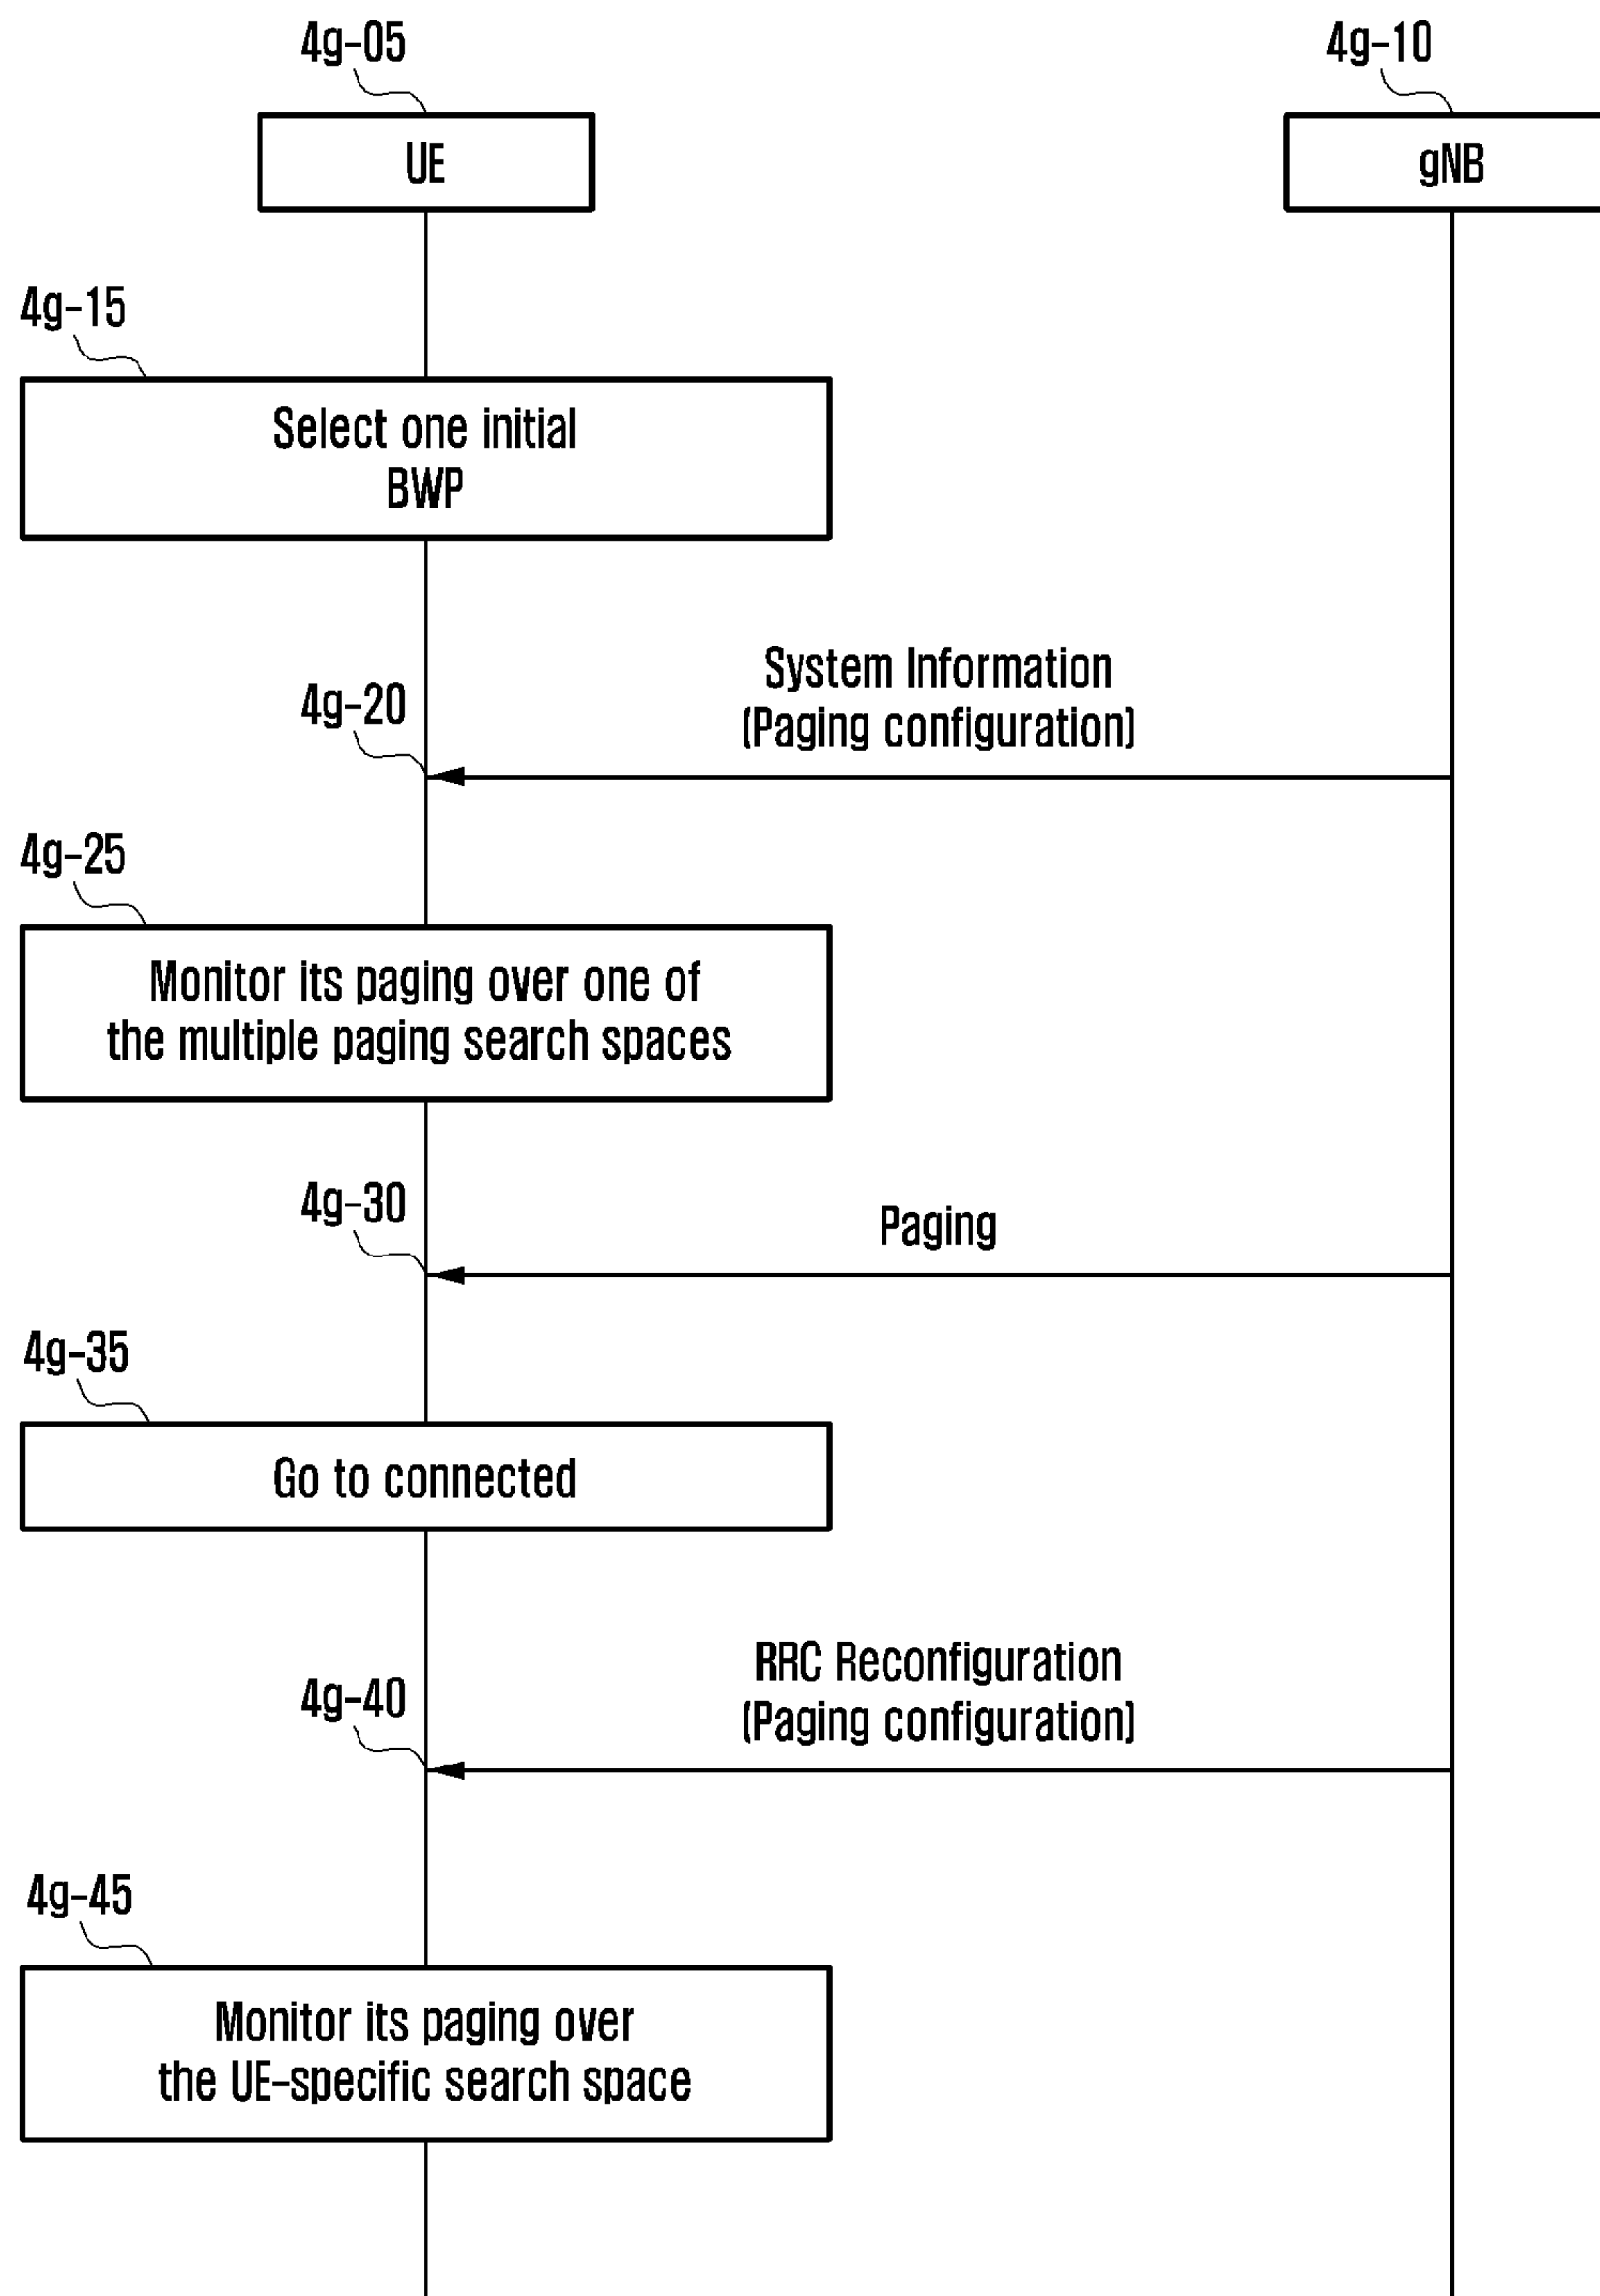 4g-05
4g-10
UE
gNB
4g-15
Select one initial
BWP
System Information
(Paging configuration)
4g-20
4g-25
Monitor its paging over one of
the multiple paging search spaces
4g-30
Paging
4g-35
Go to connected
RRC Reconfiguration
(Paging configuration)
4g-40
4g-45
Monitor its paging over
the UE-specific search space